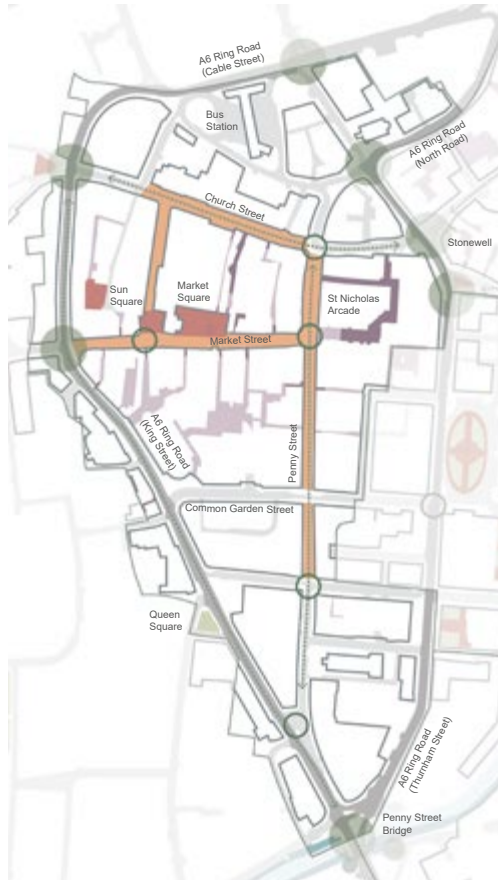 A6 Ring Road
(Cable Street)
Bus
Station
A6 Ring Road
(North Road)
Church Street
Stonewell
Sun
Square
Market
Square
St Nicholas
Arcade
Market Street
A6 Ring Road
(King Street)
Penny Street
Common Garden Street
Queen
Square
A6 Ring Road
(Thurnham Street)
Penny Street
Bridge